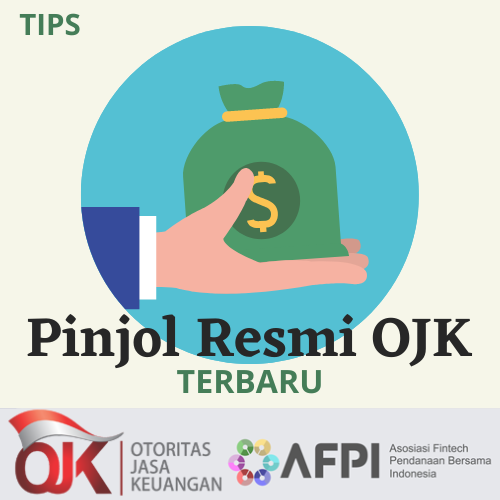 TIPS
$
Pinjol Resmi OJK
TERBARU
OJK
OTORITAS
JASA
KEUANGAN
AFPI
Asosiasi Fintech
Pendanaan Bersama
Indonesia